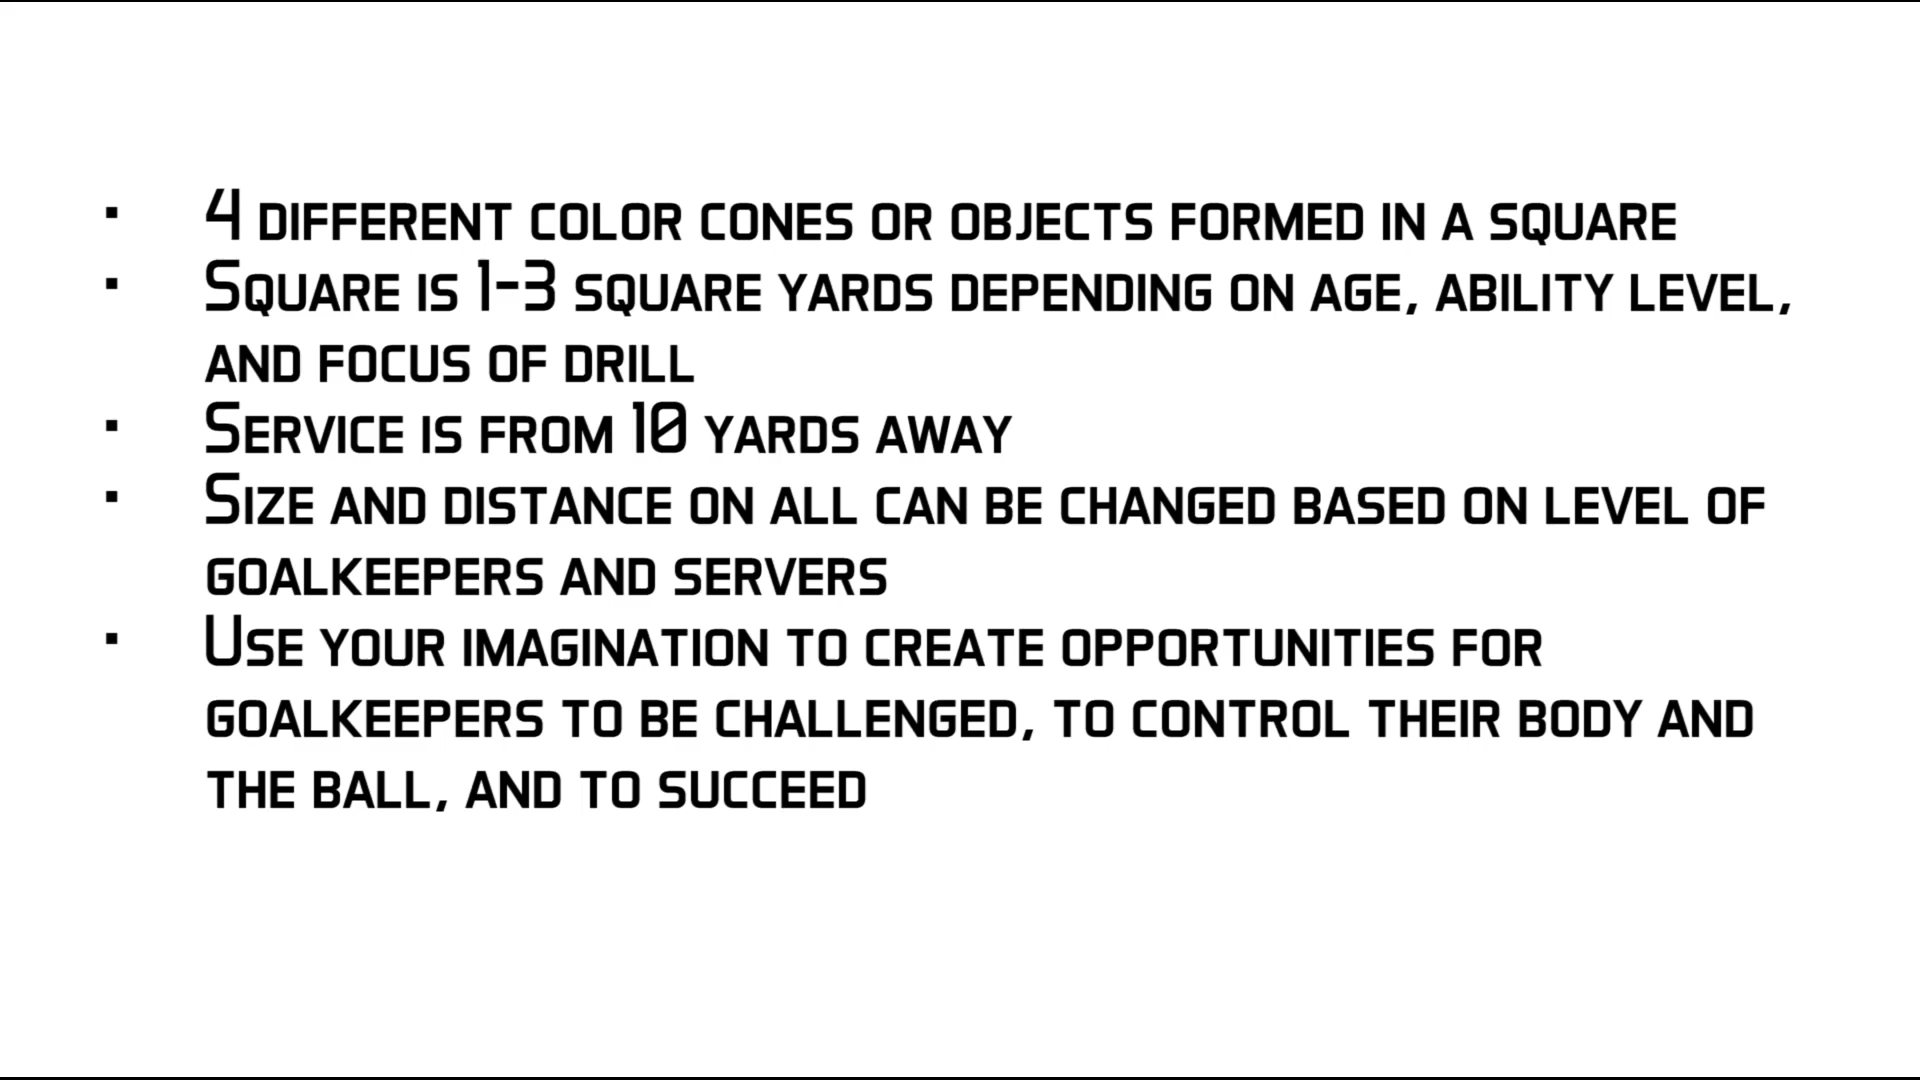 ▪ 4 different color cones or objects formed in a square
▪ Square is 1-3 square yards depending on age, ability level,
and focus of drill
▪ Service is from 10 yards away
▪ Size and distance on all can be changed based on level of
goalkeepers and servers
▪ Use your imagination to create opportunities for
goalkeepers to be challenged, to control their body and
the ball, and to succeed